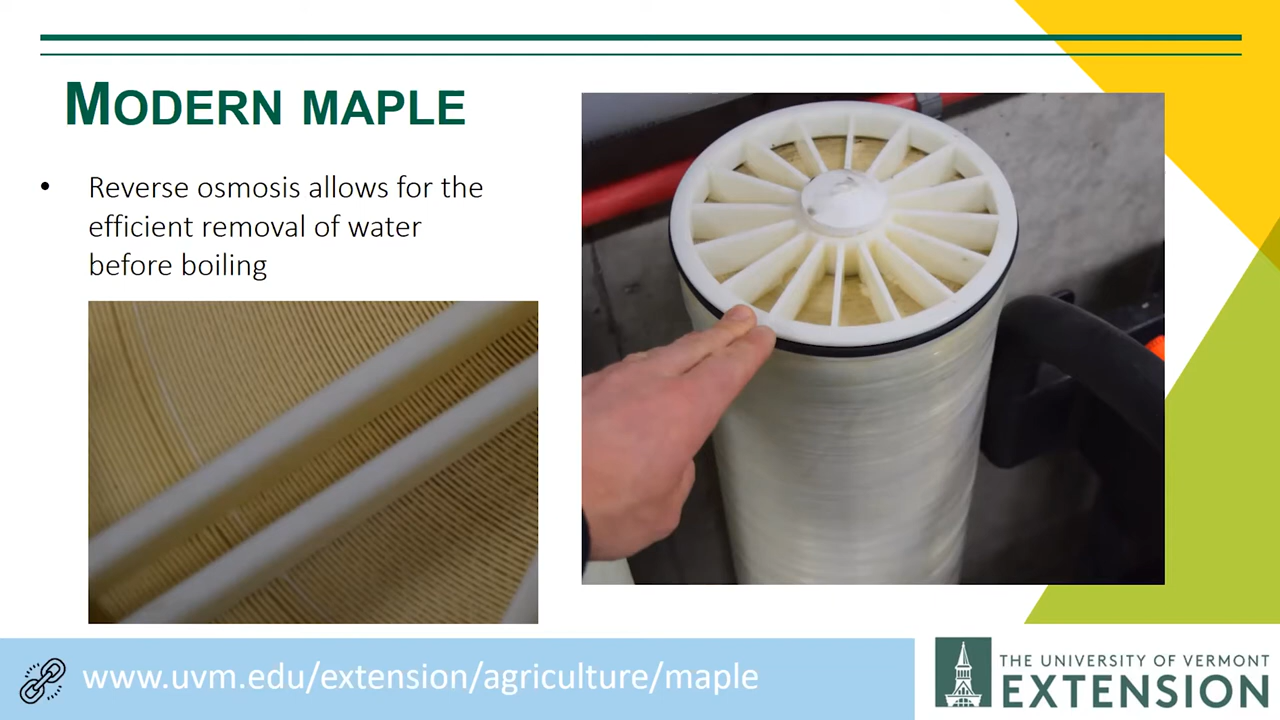 MODERN MAPLE
• Reverse osmosis allows for the
efficient removal of water
before boiling
www.uvm.edu/extension/agriculture/maple
THE UNIVERSITY OF VERMONT
EXTENSION